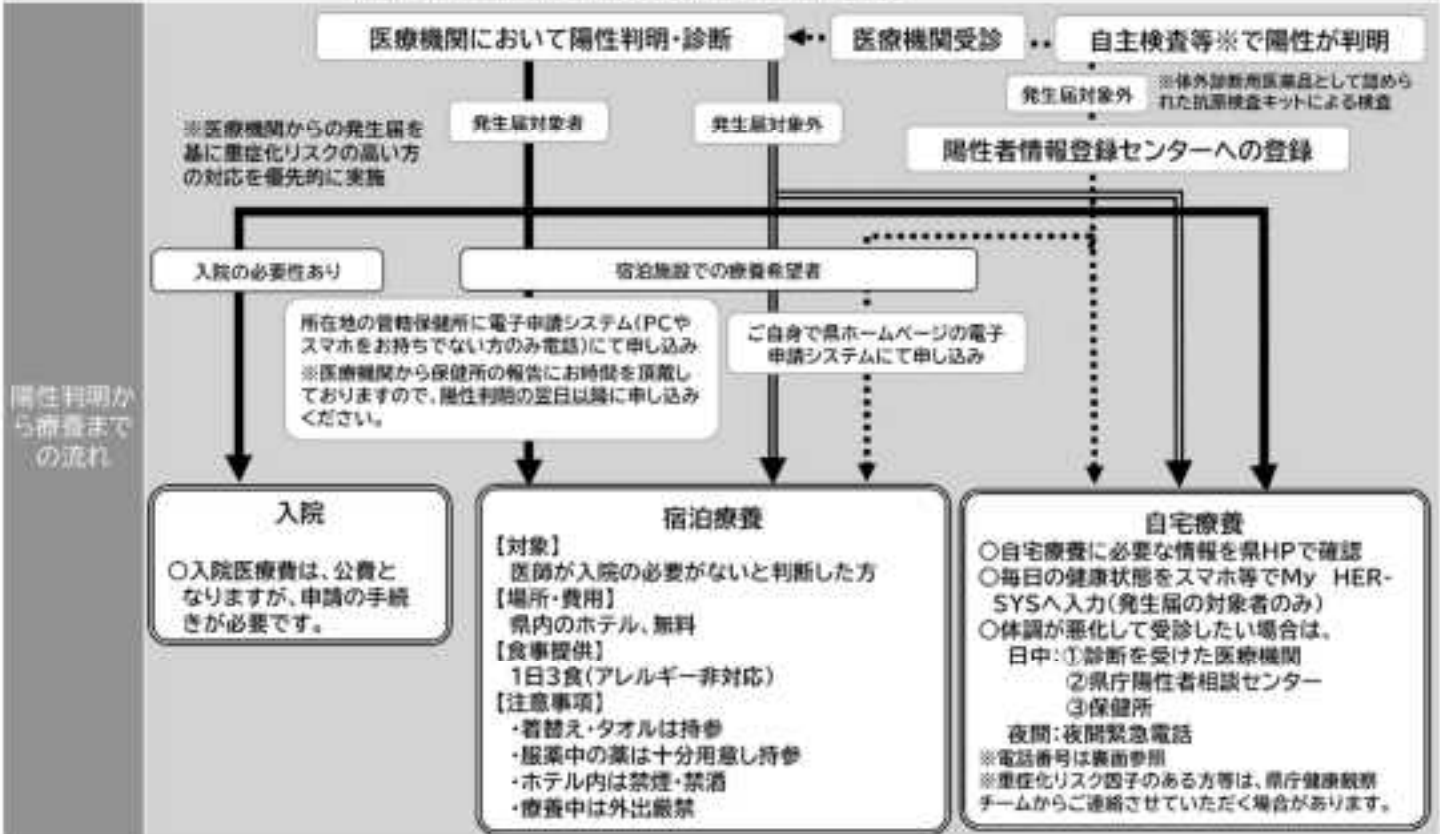 医療機関において陽性判明・診断
医療機関受診
自主検査等※で陽性が判明
発生届対象外
※体外診断用医薬品として認めら
れた抗原検査キットによる検査
※医療機関からの発生届を
基に重症化リスクの高い方
の対応を優先的に実施
発生届対象者
発生届対象外
陽性者情報登録センターへの登録
入院の必要性あり
宿泊施設での療養希望者
所在地の管轄保健所に電子申請システム(PCや
スマホをお持ちでない方のみ電話)にて申し込み
※医療機関から保健所の報告にお時間を頂戴し
ておりますので、陽性判明の翌日以降に申し込み
ください。
ご自身で県ホームページの電子
申請システムにて申し込み
陽性判明か
ら療養まで
の流れ
入院
○入院医療費は、公費と
なりますが、申請の手続
きが必要です。
宿泊療養
【対象】
医師が入院の必要がないと判断した方
【場所・費用】
県内のホテル、無料
【食事提供】
1日3食(アレルギー非対応)
【注意事項】
・着替え・タオルは持参
・服薬中の薬は十分用意し持参
・ホテル内は禁煙・禁酒
・療養中は外出厳禁
自宅療養
○自宅療養に必要な情報を県HPで確認
○毎日の健康状態をスマホ等でMy HER-
SYSへ入力(発生届の対象者のみ)
○体調が悪化して受診したい場合は、
日中:①診断を受けた医療機関
②県庁陽性者相談センター
③保健所
夜間:夜間緊急電話
※電話番号は裏面参照
※重症化リスク因子のある方等は、県庁健康観察
チームからご連絡させていただく場合があります。